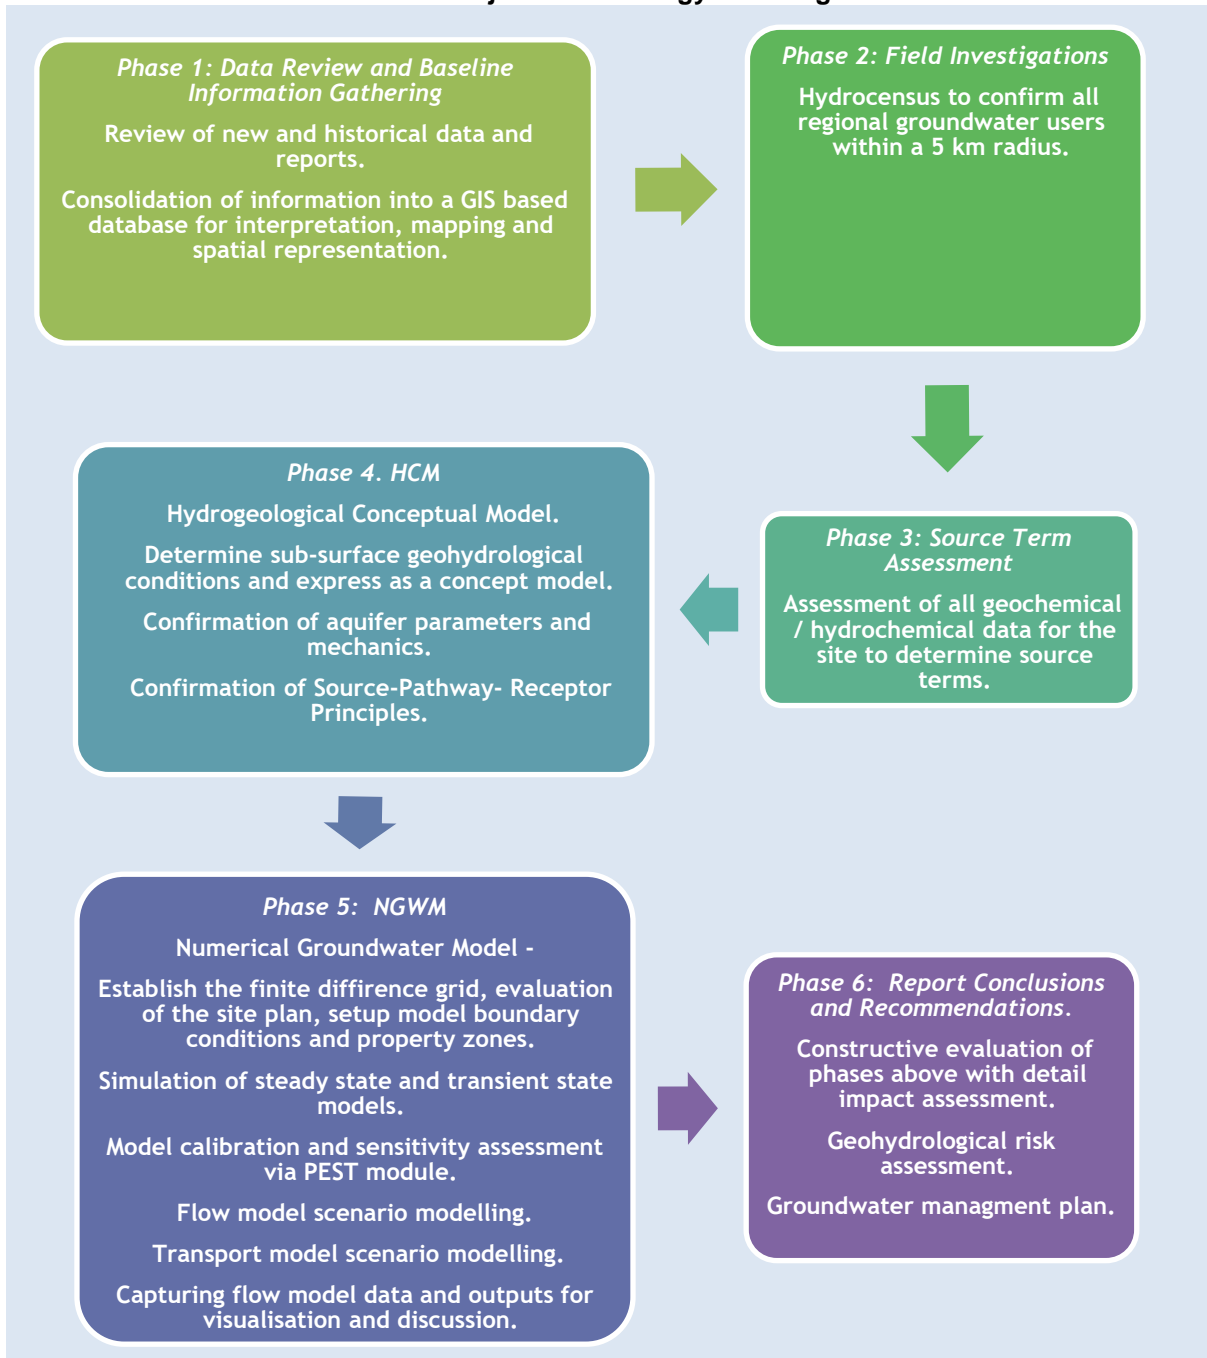 Phase 1: Data Review and Baseline
Information Gathering
Review of new and historical data and
reports.
Consolidation of information into a GIS based
database for interpretation, mapping and
spatial representation.
Phase 2: Field Investigations
Hydrocensus to confirm all
regional groundwater users
within a 5 km radius.
Phase 3: Source Term
Assessment
Assessment of all geochemical
/ hydrochemical data for the
site to determine source
terms.
Phase 4. HCM
Hydrogeological Conceptual Model.
Determine sub-surface geohydrological
conditions and express as a concept model.
Confirmation of aquifer parameters and
mechanics.
Confirmation of Source-Pathway- Receptor
Principles.
Phase 5: NGWM
Numerical Groundwater Model -
Establish the finite diffirence grid, evaluation
of the site plan, setup model boundary
conditions and property zones.
Simulation of steady state and transient state
models.
Model calibration and sensitivity assessment
via PEST module.
Flow model scenario modelling.
Transport model scenario modelling.
Capturing flow model data and outputs for
visualisation and discussion.
Phase 6: Report Conclusions
and Recommendations.
Constructive evaluation of
phases above with detail
impact assessment.
Geohydrological risk
assessment.
Groundwater managment plan.